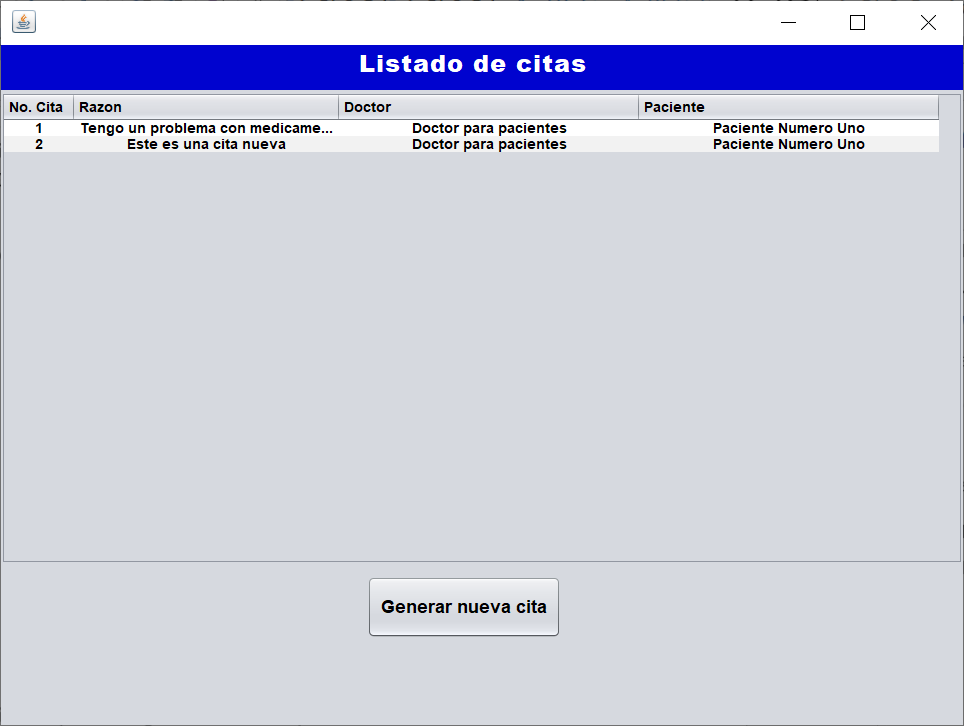 Listado de citas
No. Cita Razon Doctor Paciente
1 Tengo un problema con medicame... Doctor para pacientes Paciente Numero Uno
2 Este es una cita nueva Doctor para pacientes Paciente Numero Uno
Generar nueva cita